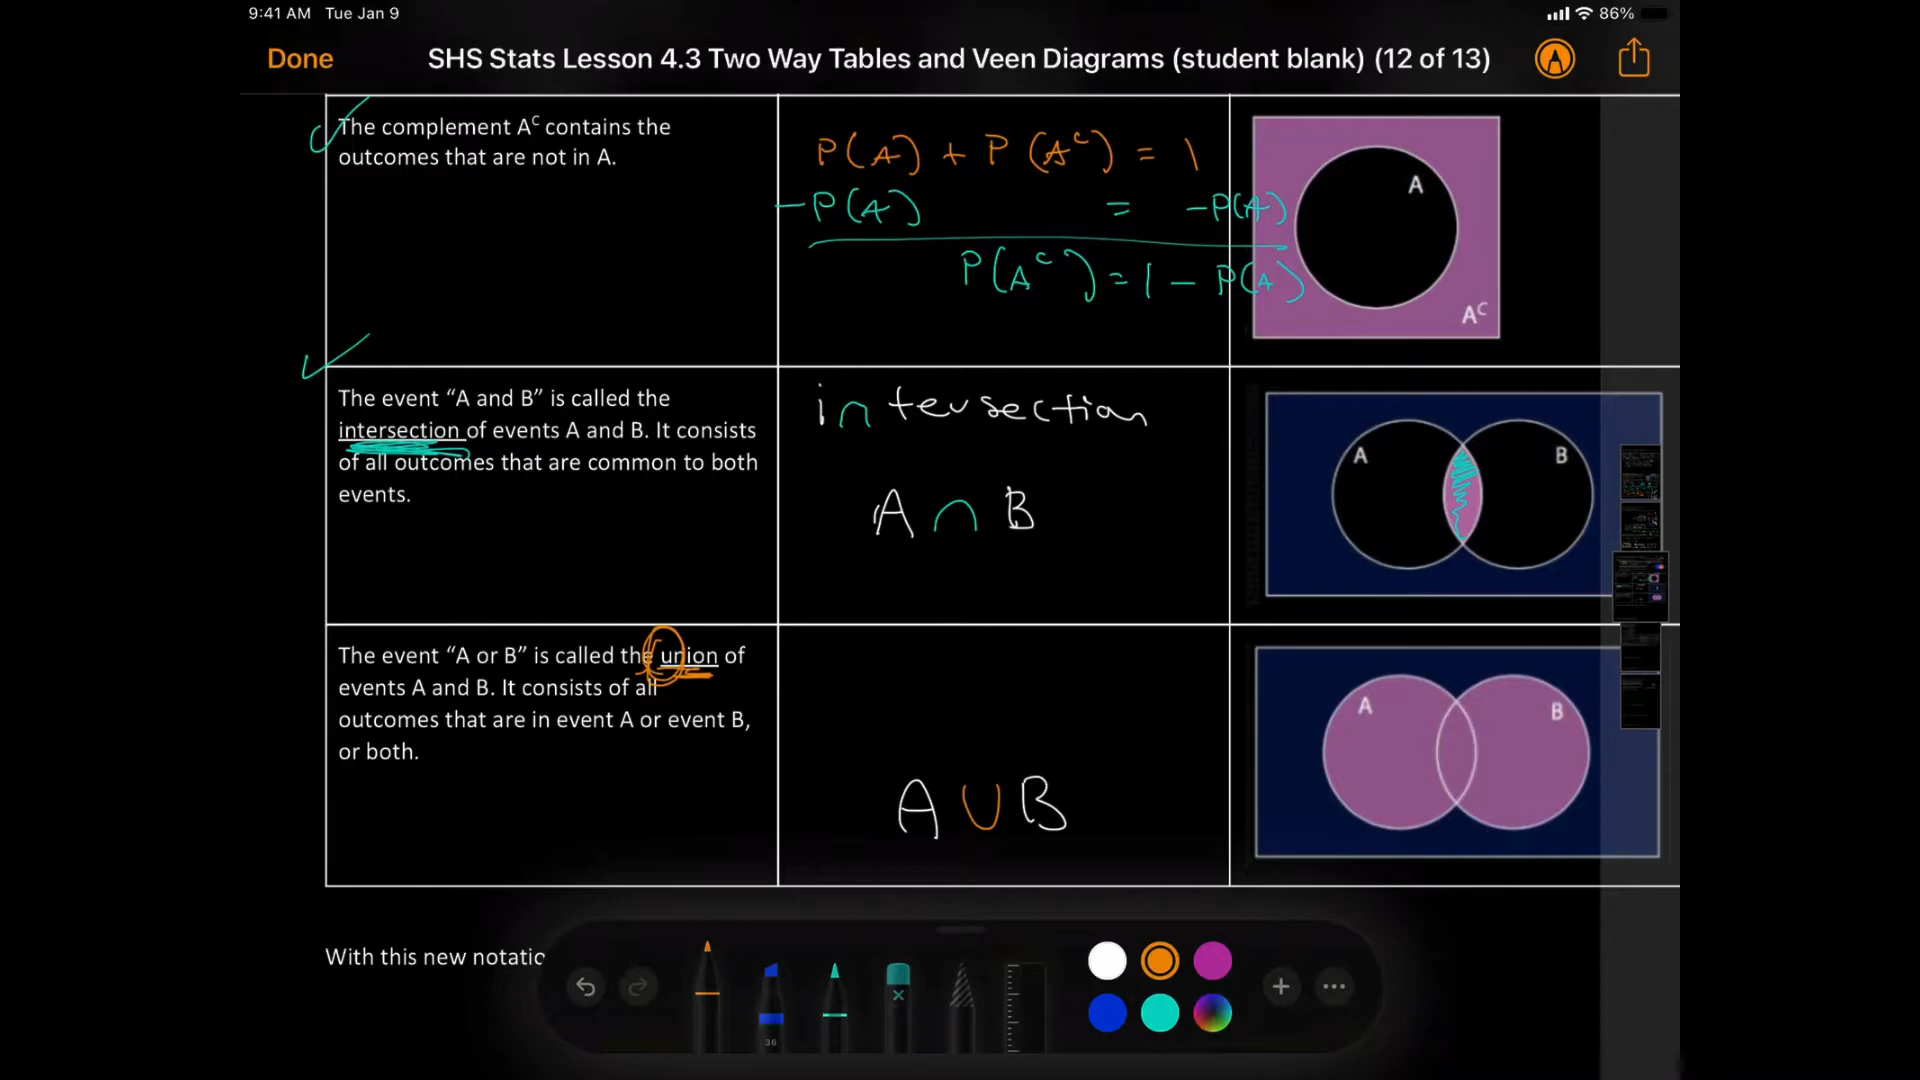 9:41 AM Tue Jan 9
86%
Done
SHS Stats Lesson 4.3 Two Way Tables and Veen Diagrams (student blank) (12 of 13)
The complement Aᶜ contains the
outcomes that are not in A.
P(A) + P(Aᶜ) = 1
-P(A) = -P(A)
P(Aᶜ) = 1 - P(A)
A
Aᶜ
The event “A and B” is called the
intersection of events A and B. It consists
of all outcomes that are common to both
events.
intersection
A ∩ B
A
B
The event “A or B” is called the union of
events A and B. It consists of all
outcomes that are in event A or event B,
or both.
A ∪ B
A
B
With this new notatio
36